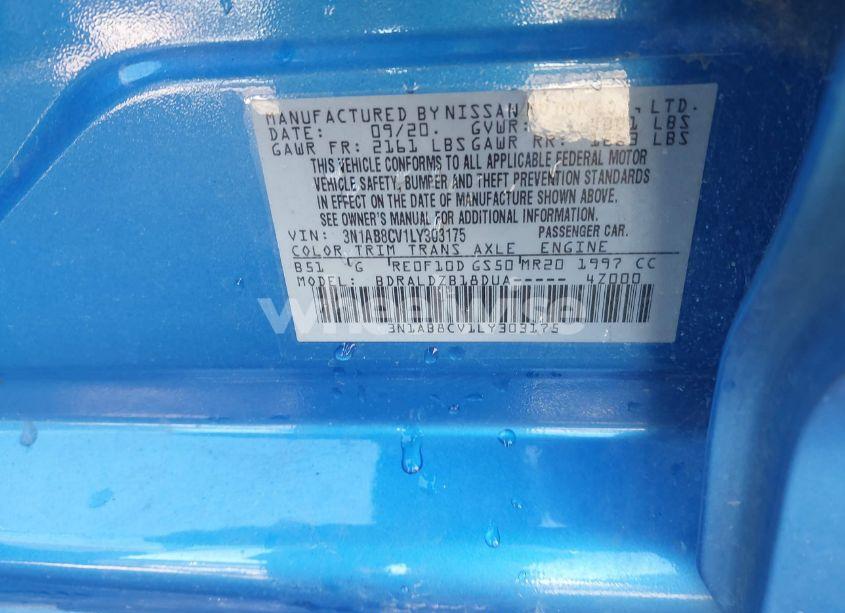 MANUFACTURED BY NISSAN LTD.
DATE: 09/20. GVWR: LBS
GAWR FR: 2161 LBS GAWR RR: LBS
THIS VEHICLE CONFORMS TO ALL APPLICABLE FEDERAL MOTOR
VEHICLE SAFETY, BUMPER AND THEFT PREVENTION STANDARDS
IN EFFECT ON THE DATE OF MANUFACTURE SHOWN ABOVE.
SEE OWNER'S MANUAL FOR ADDITIONAL INFORMATION.
VIN: 3N1AB8CV1LY303175 PASSENGER CAR.
COLOR TRIM TRANS AXLE ENGINE
B51 G RE0F10D GS50 MR20 1997 CC
MODEL: BDRALDZB18DUA----- 4Z000
3N1AB8CV1LY303175